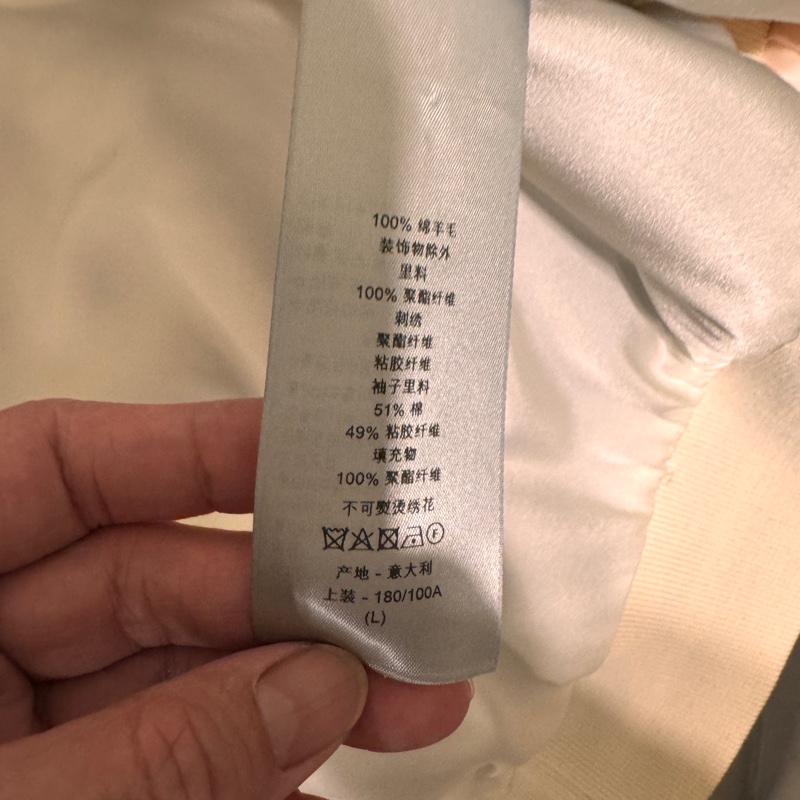 100% 绵羊毛
装饰物除外
里料
100% 聚酯纤维
刺绣
聚酯纤维
粘胶纤维
袖子里料
51% 棉
49% 粘胶纤维
填充物
100% 聚酯纤维
不可熨烫绣花
F
产地 - 意大利
上装 - 180/100A
(L)